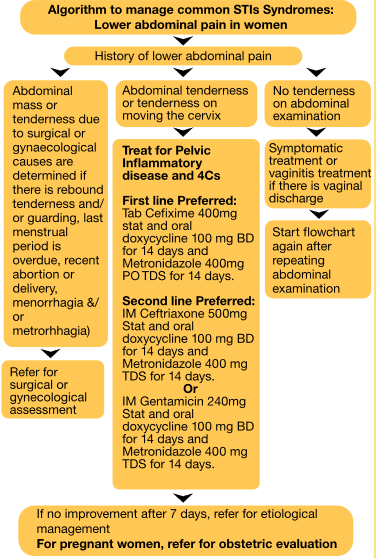 Algorithm to manage common STIs Syndromes:
Lower abdominal pain in women
History of lower abdominal pain
Abdominal
mass or
tenderness due
to surgical or
gynaecological
causes are
determined if
there is rebound
tenderness and/
or guarding, last
menstrual
period is
overdue, recent
abortion or
delivery,
menorrhagia &/
or
metrorhhagia)
Refer for
surgical or
gynecological
assessment
Abdominal tenderness
or tenderness on
moving the cervix
Treat for Pelvic
Inflammatory
disease and 4Cs
First line Preferred:
Tab Cefixime 400mg
stat and oral
doxycycline 100 mg BD
for 14 days and
Metronidazole 400mg
PO TDS for 14 days.
Second line Preferred:
IM Ceftriaxone 500mg
Stat and oral
doxycycline 100 mg BD
for 14 days and
Metronidazole 400 mg
TDS for 14 days.
Or
IM Gentamicin 240mg
Stat and oral
doxycycline 100 mg BD
for 14 days and
Metronidazole 400 mg
TDS for 14 days.
No tenderness
on abdominal
examination
Symptomatic
treatment or
vaginitis treatment
if there is vaginal
discharge
Start flowchart
again after
repeating
abdominal
examination
If no improvement after 7 days, refer for etiological
management
For pregnant women, refer for obstetric evaluation